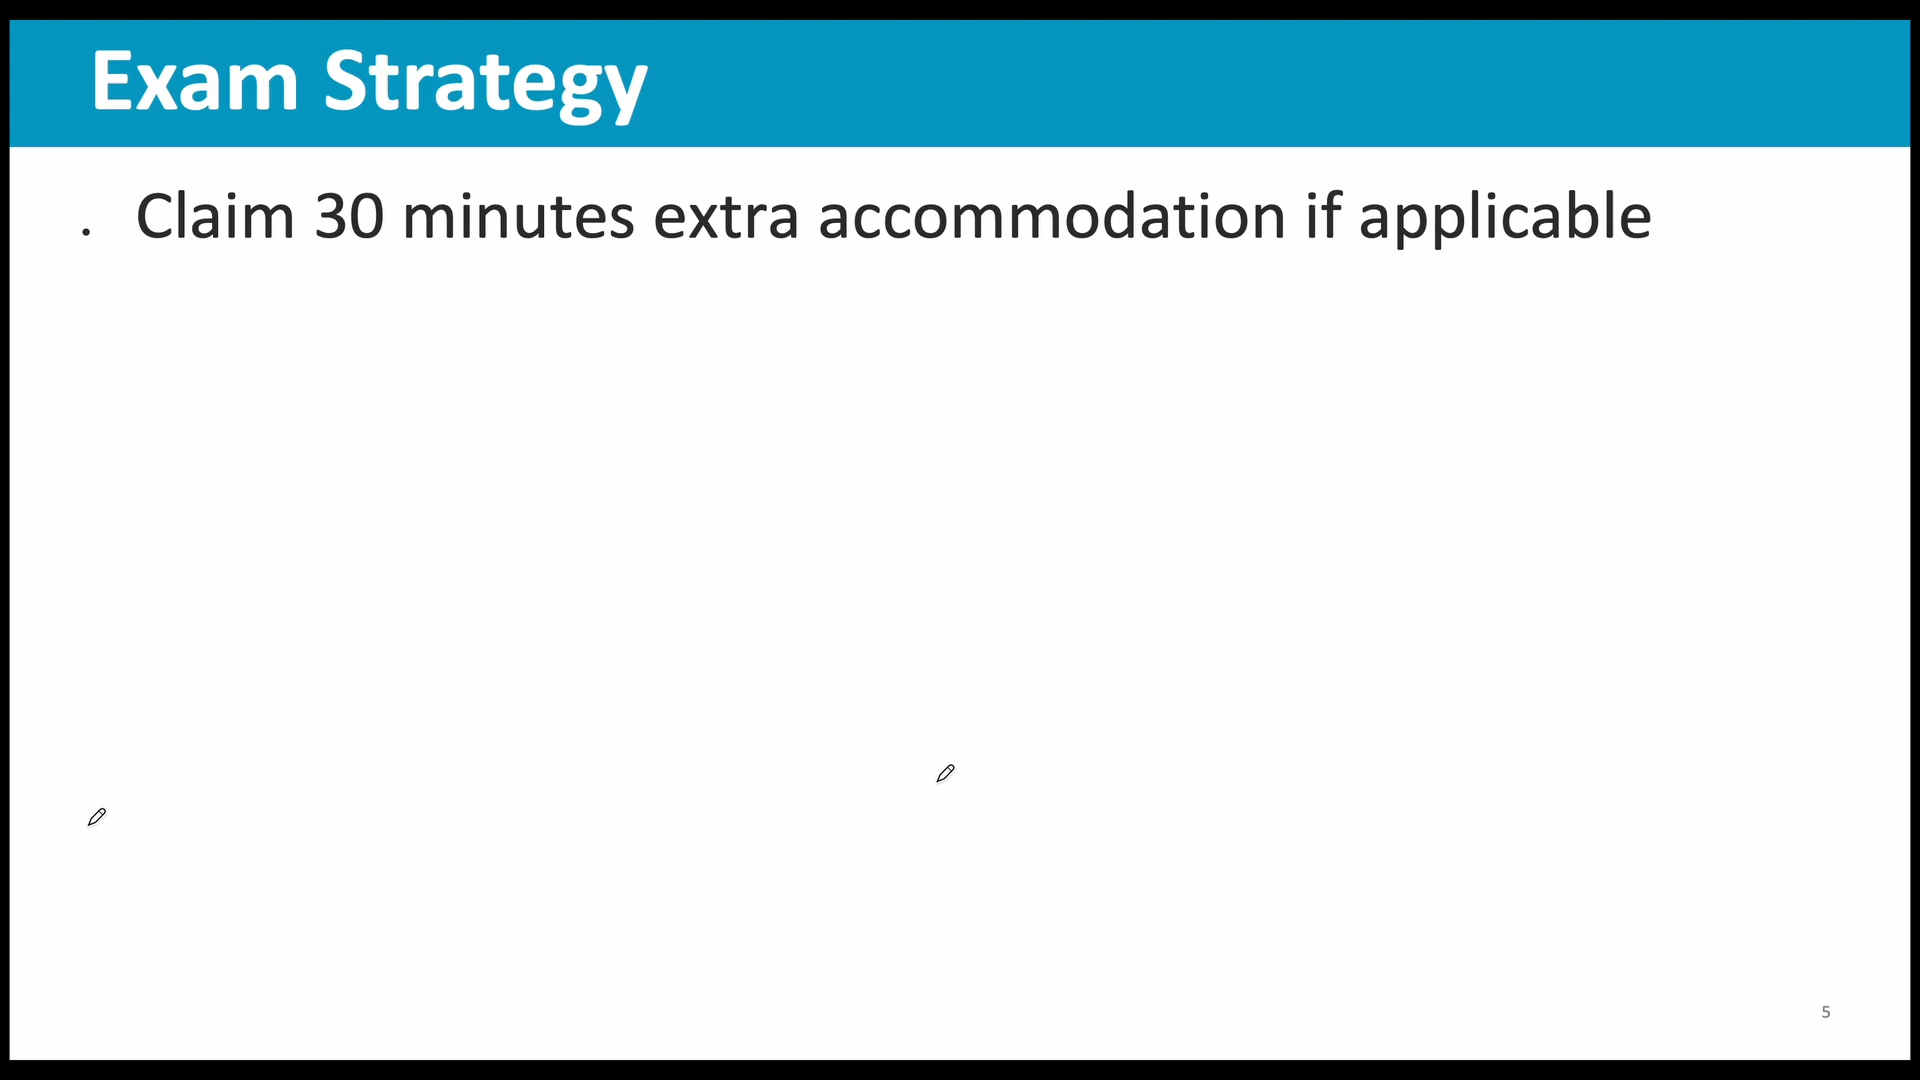 Exam Strategy
. Claim 30 minutes extra accommodation if applicable
5